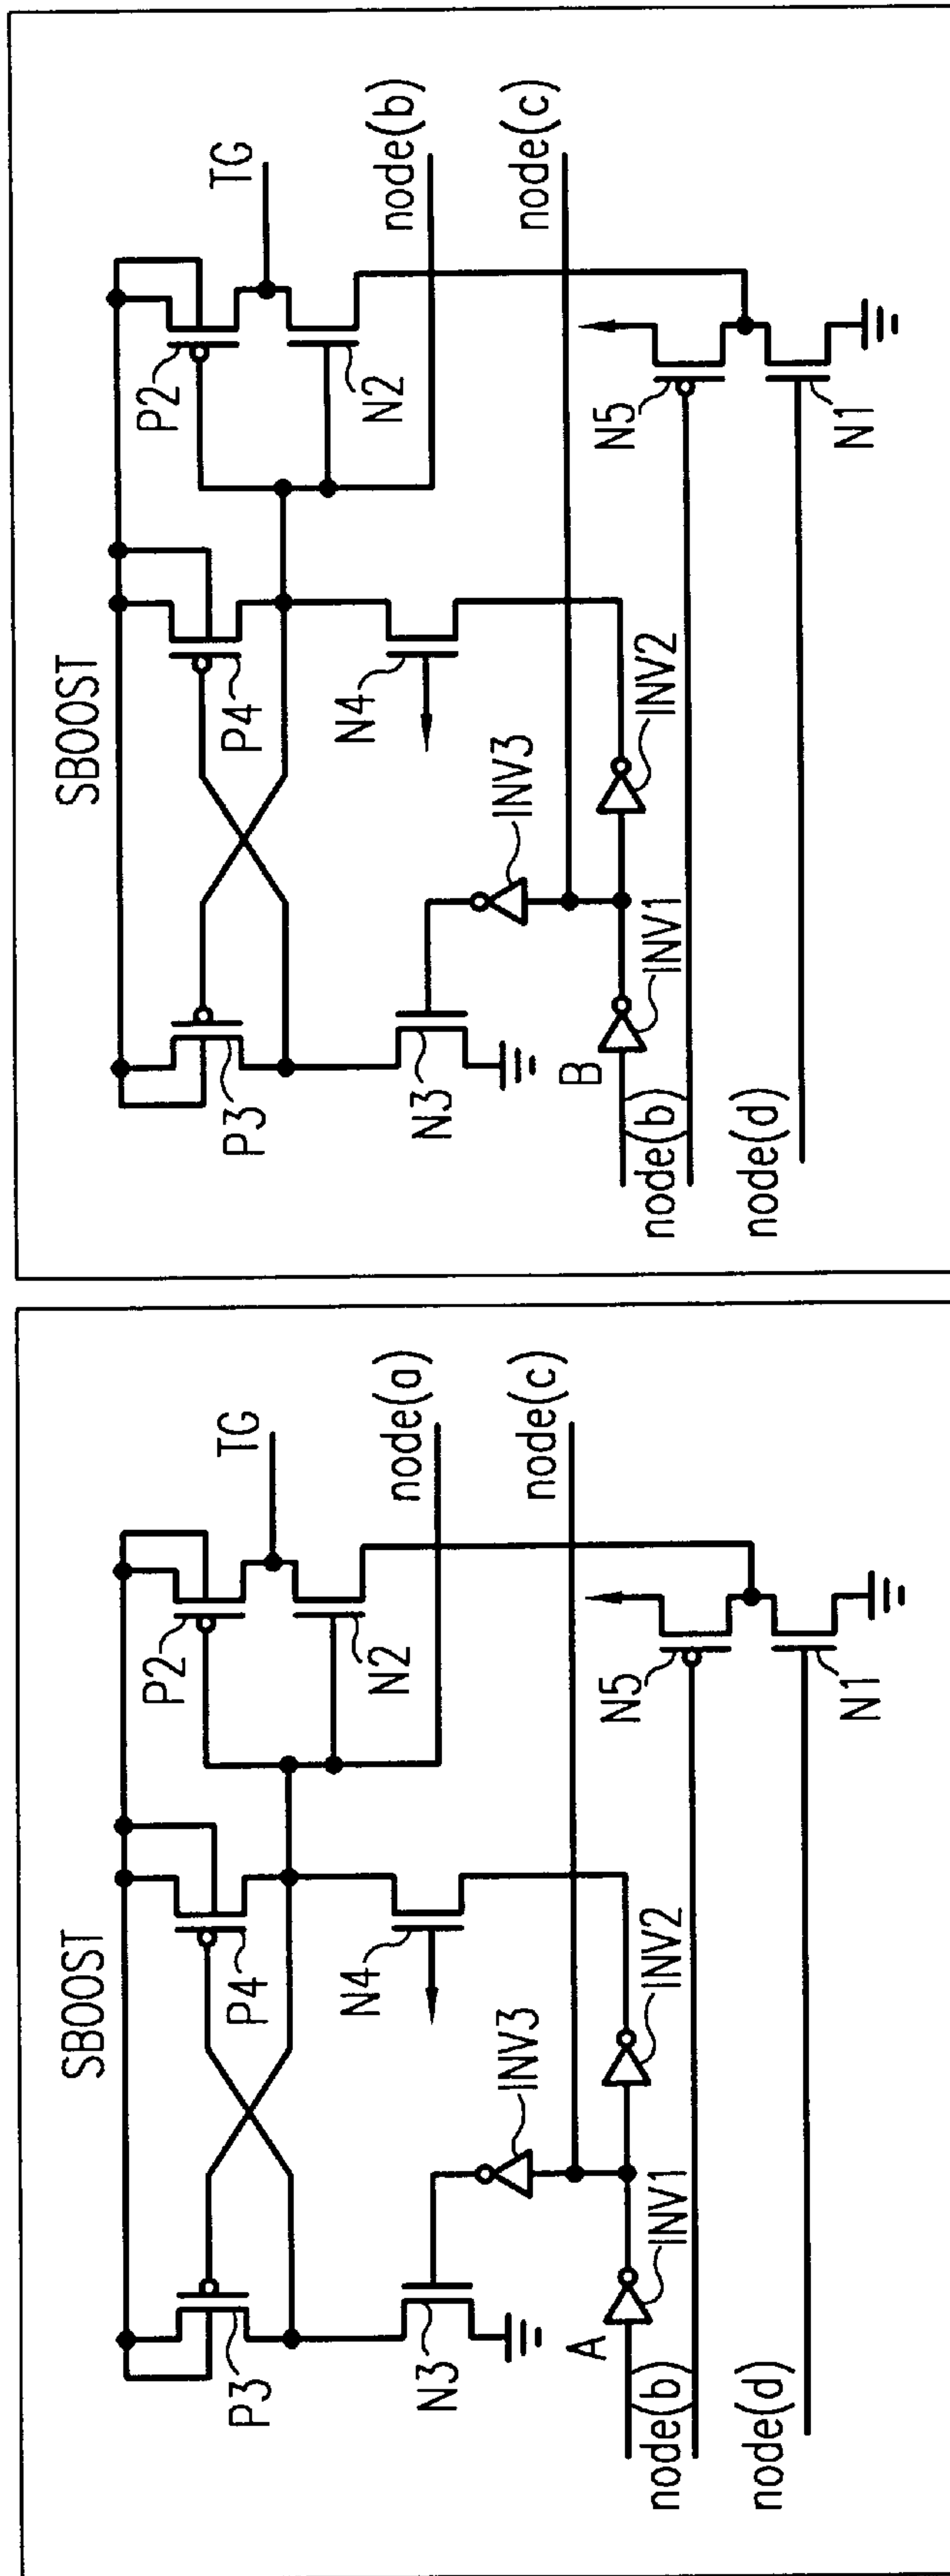 SBOOST
P3
P4
P2
TG
N3
N4
N2
node(a)
INV3
node(c)
A
INV1
INV2
N5
node(b)
N1
node(d)
SBOOST
P3
P4
P2
TG
N3
N4
N2
node(b)
INV3
node(c)
B
INV1
INV2
N5
node(b)
N1
node(d)